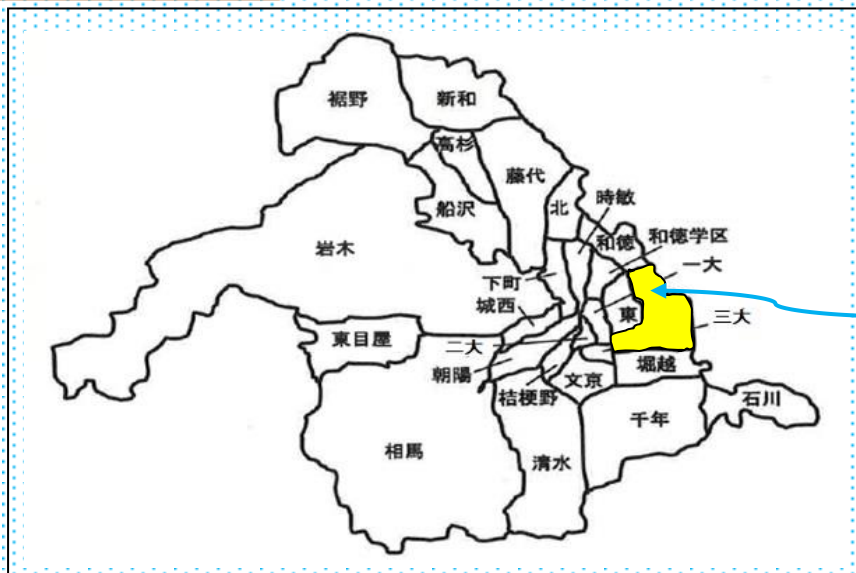 裾野
新和
高杉
藤代
船沢
北
時敏
岩木
和徳
和徳学区
下町
一大
城西
東
三大
東目屋
二大
朝陽
堀越
文京
桔梗野
石川
千年
相馬
清水